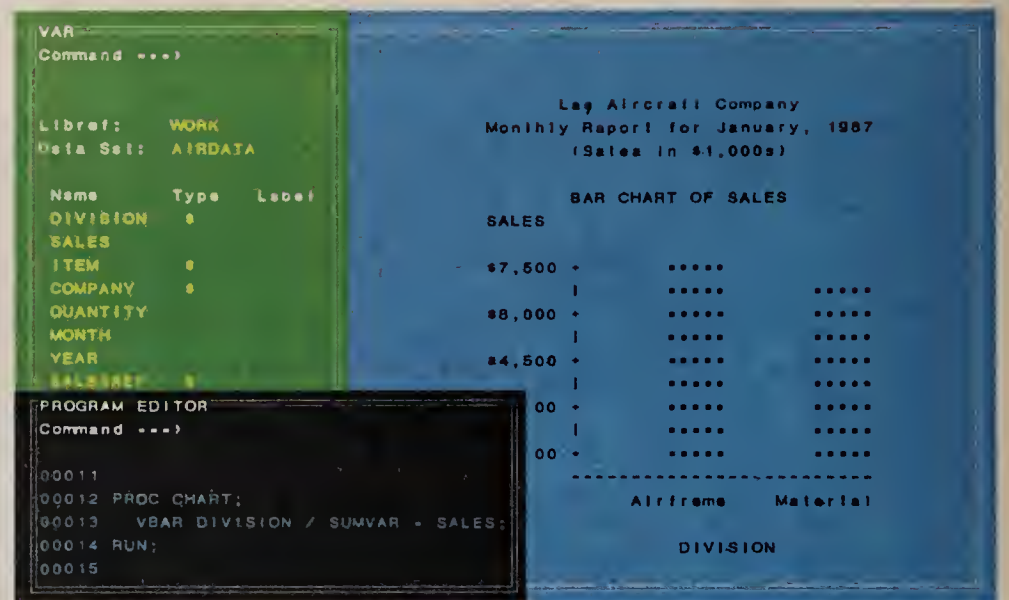 VAR
Command ===>
Libref: WORK
Data Set: AIRDATA
Name Type Label
DIVISION $
SALES
ITEM $
COMPANY $
QUANTITY
MONTH
YEAR
SALESREP $
PROGRAM EDITOR
Command ===>
00011
00012 PROC CHART;
00013 VBAR DIVISION / SUMVAR = SALES;
00014 RUN;
00015
Aircraft Company
Monthly Report for January, 1987
(Sales in $1,000s)
BAR CHART OF SALES
SALES
$7,500
$6,000
$4,500
00
00
Airframe Material
DIVISION